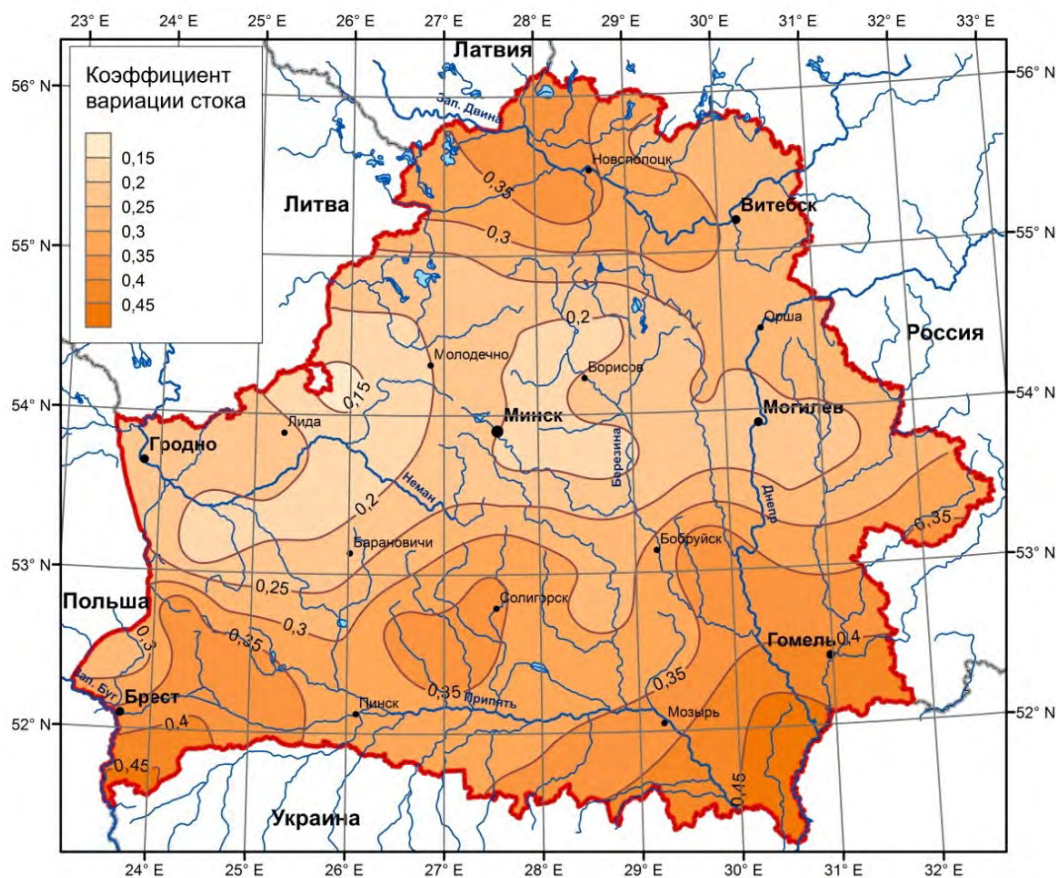 23° E 24° E 25° E 26° E 27° E 28° E 29° E 30° E 31° E 32° E 33° E
Латвия
Коэффициент
вариации стока
0,15
0,2
0,25
0,3
0,35
0,4
0,45
56° N
56° N
Зап. Двина
Новополоцк
0,35
Литва
Витебск
55° N
0,3
55° N
0,2
Орша
Россия
Молодечно
Борисов
0,15
54° N
54° N
Минск
Могилев
Лида
Гродно
Березина
Неман
Днепр
0,2
0,35
Барановичи
Бобруйск
53° N
53° N
0,25
Польша
Солигорск
0,3
0,3
0,35
Гомель
0,4
0,35
0,35
Зап. Буг
Брест
Припять
Пинск
Мозырь
52° N
52° N
0,4
0,45
0,45
Украина
24° E 25° E 26° E 27° E 28° E 29° E 30° E 31° E 32° E